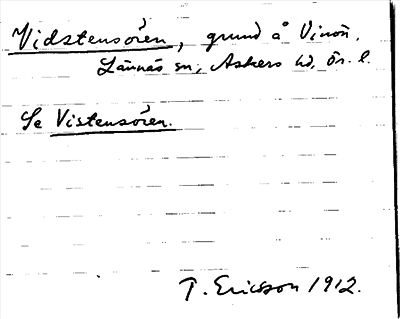 Vidstensören, grund å Vinön,
Lännäs sn, Askers hd, Ör. l.
Se Vistensören.
T. Ericsson 1912.